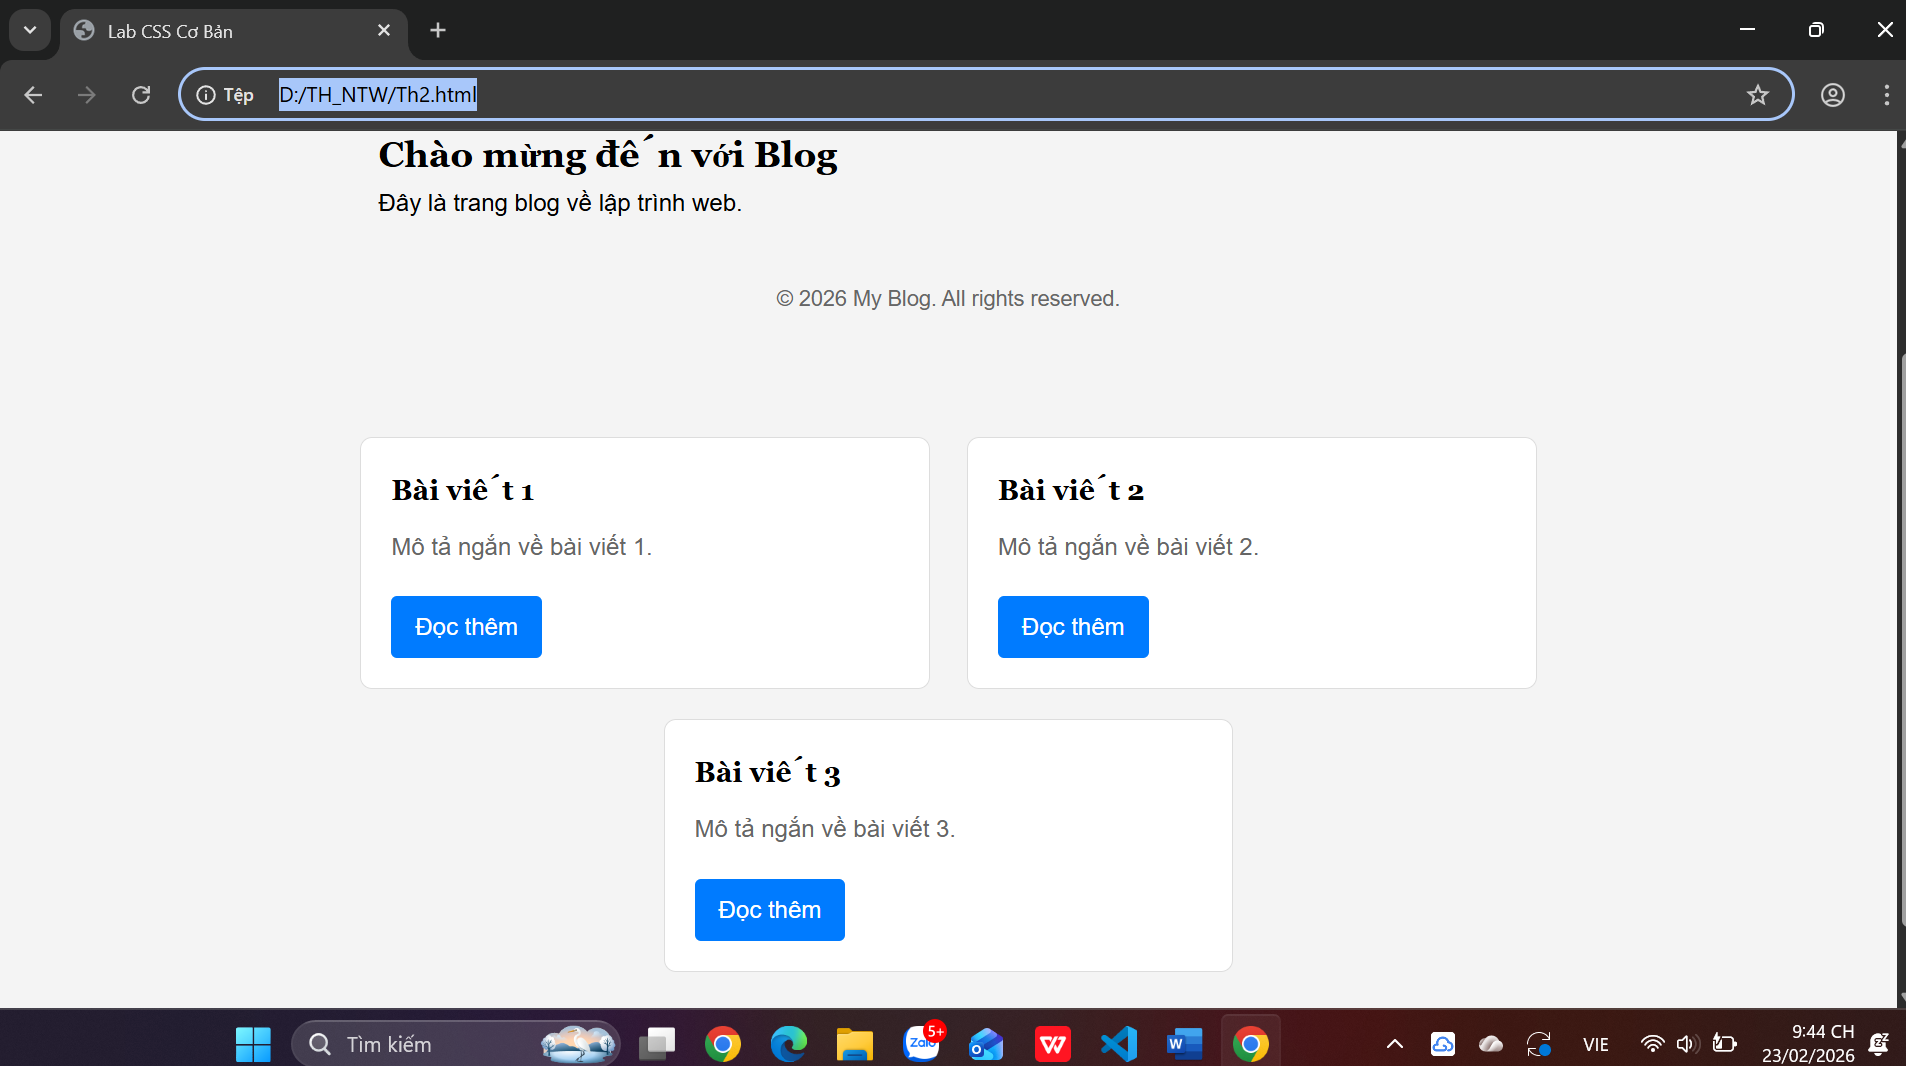 Lab CSS Cơ Bản
Tệp D:/TH_NTW/Th2.html
Chào mừng đến với Blog
Đây là trang blog về lập trình web.
© 2026 My Blog. All rights reserved.
Bài viết 1
Mô tả ngắn về bài viết 1.
Đọc thêm
Bài viết 2
Mô tả ngắn về bài viết 2.
Đọc thêm
Bài viết 3
Mô tả ngắn về bài viết 3.
Đọc thêm
Tìm kiếm
Zalo
5+
W
VIE
9:44 CH
23/02/2026